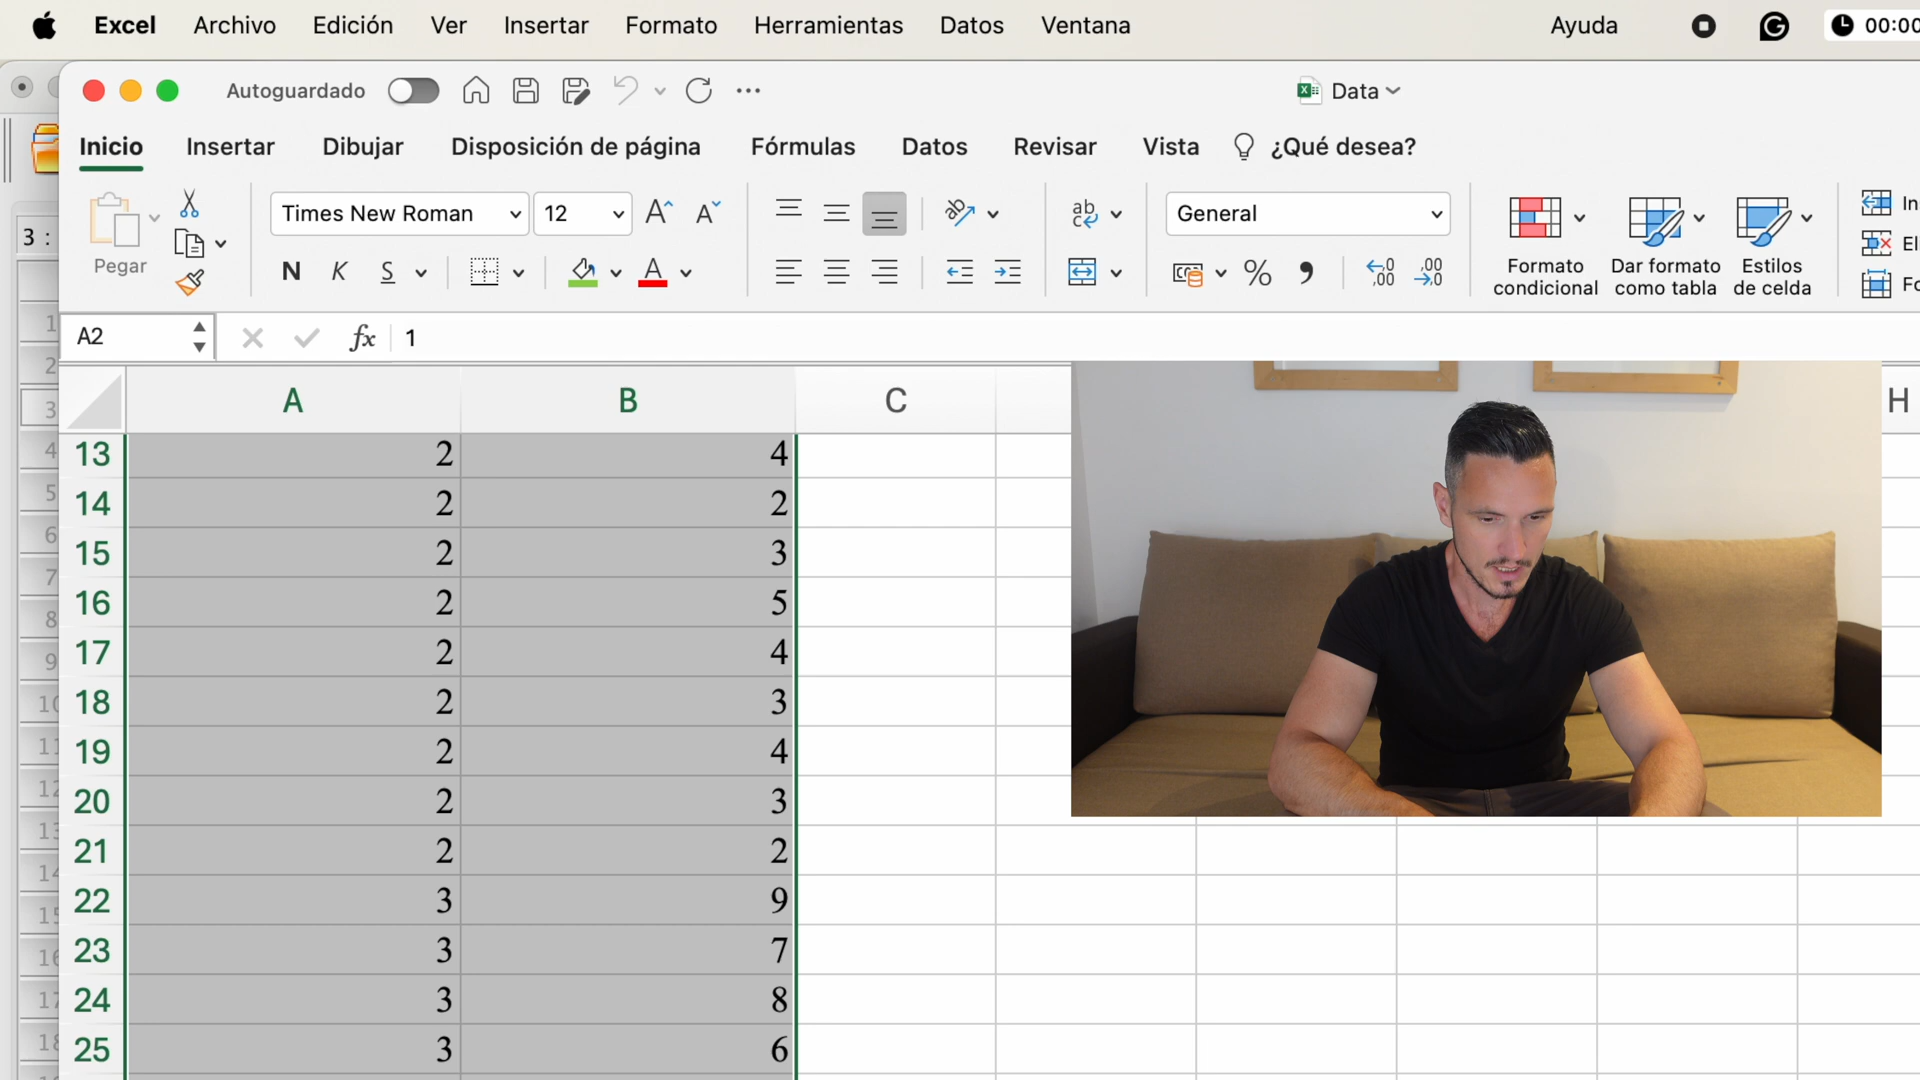 Excel Archivo Edición Ver Insertar Formato Herramientas Datos Ventana Ayuda 00:00
Autoguardado Data
Inicio Insertar Dibujar Disposición de página Fórmulas Datos Revisar Vista ¿Qué desea?
Times New Roman 12 General
Pegar
N K S A
Formato condicional
Dar formato como tabla
Estilos de celda
A2 fx 1
A B C H
13 2 4
14 2 2
15 2 3
16 2 5
17 2 4
18 2 3
19 2 4
20 2 3
21 2 2
22 3 9
23 3 7
24 3 8
25 3 6